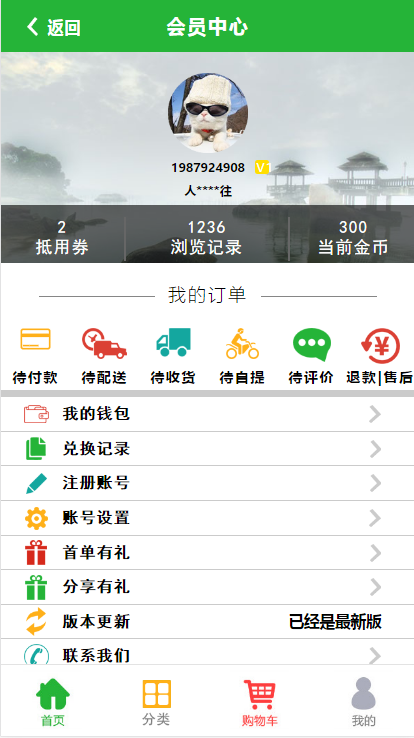 返回 会员中心
1987924908 V1
人****往
2 1236 300
抵用券 浏览记录 当前金币
我的订单
待付款 待配送 待收货 待自提 待评价 退款|售后
我的钱包
兑换记录
注册账号
账号设置
首单有礼
分享有礼
版本更新 已经是最新版
联系我们
首页 分类 购物车 我的